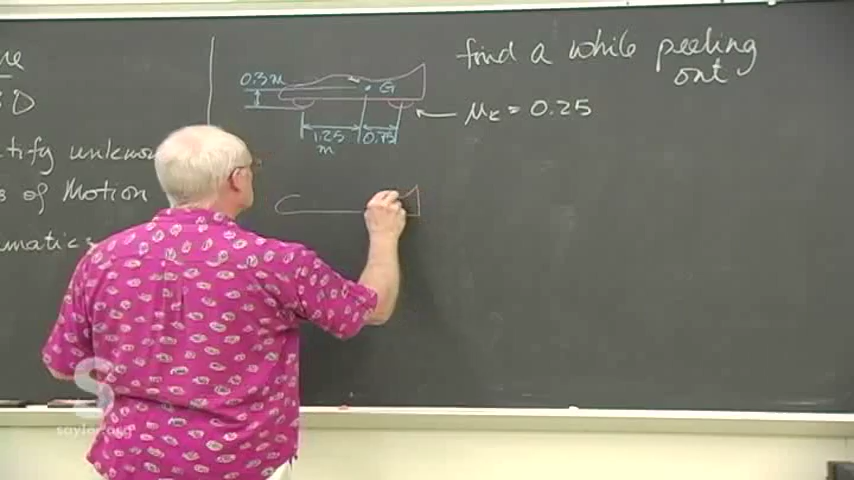 find a while peeling
out
0.3m
G
μk = 0.25
1.25
m
0.75
tify unknow
of Motion
matics
S
saylor.org